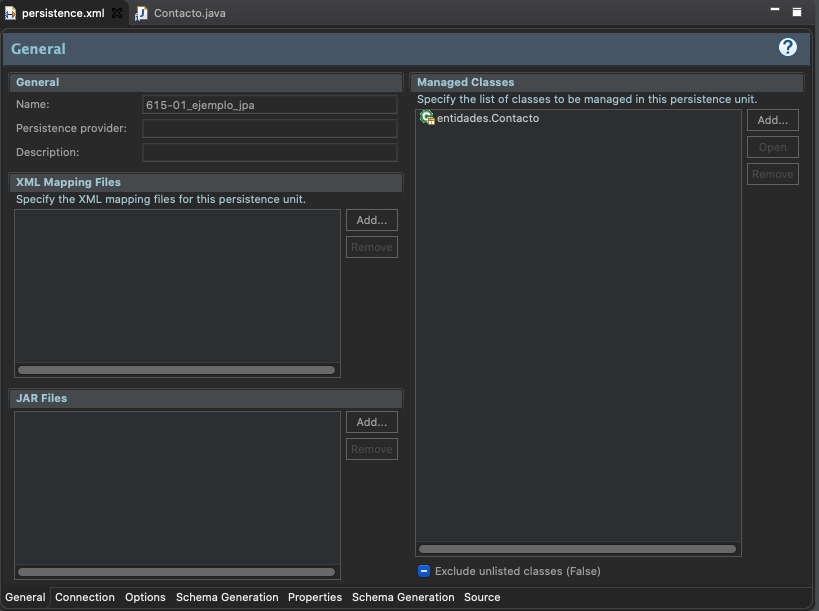 persistence.xml
Contacto.java
General
General
Name:
615-01_ejemplo_jpa
Persistence provider:
Description:
XML Mapping Files
Specify the XML mapping files for this persistence unit.
Add...
Remove
JAR Files
Add...
Remove
Managed Classes
Specify the list of classes to be managed in this persistence unit.
entidades.Contacto
Add...
Open
Remove
Exclude unlisted classes (False)
General Connection Options Schema Generation Properties Schema Generation Source